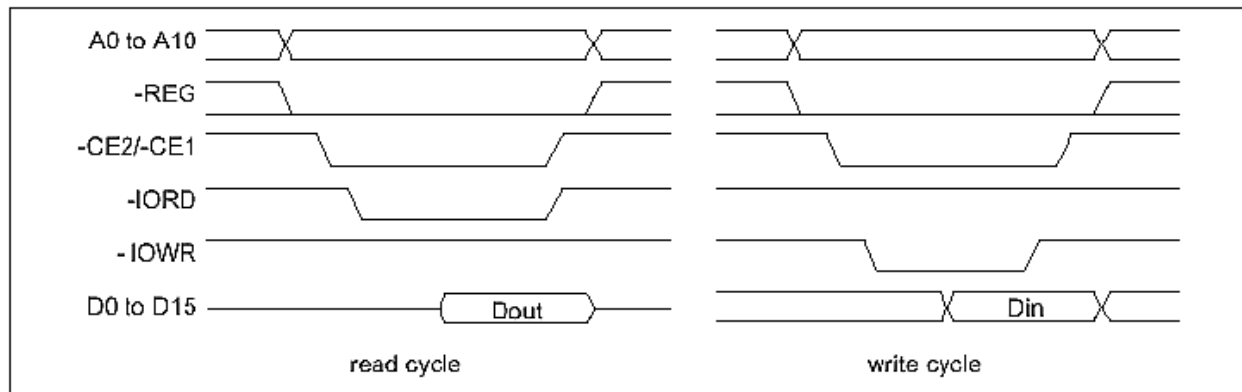 A0 to A10
-REG
-CE2/-CE1
-IORD
-IOWR
D0 to D15
Dout
Din
read cycle
write cycle